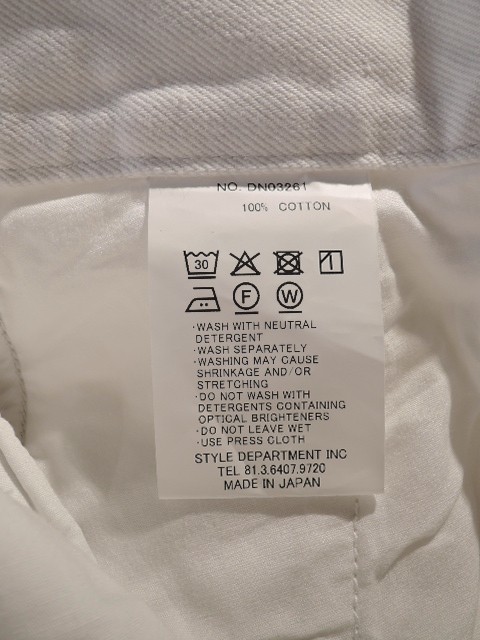 NO. DN03261
100% COTTON
30
F W
·WASH WITH NEUTRAL
DETERGENT
·WASH SEPARATELY
·WASHING MAY CAUSE
SHRINKAGE AND/OR
STRETCHING
·DO NOT WASH WITH
DETERGENTS CONTAINING
OPTICAL BRIGHTENERS
·DO NOT LEAVE WET
·USE PRESS CLOTH
STYLE DEPARTMENT INC
TEL 81.3.6407.9720
MADE IN JAPAN